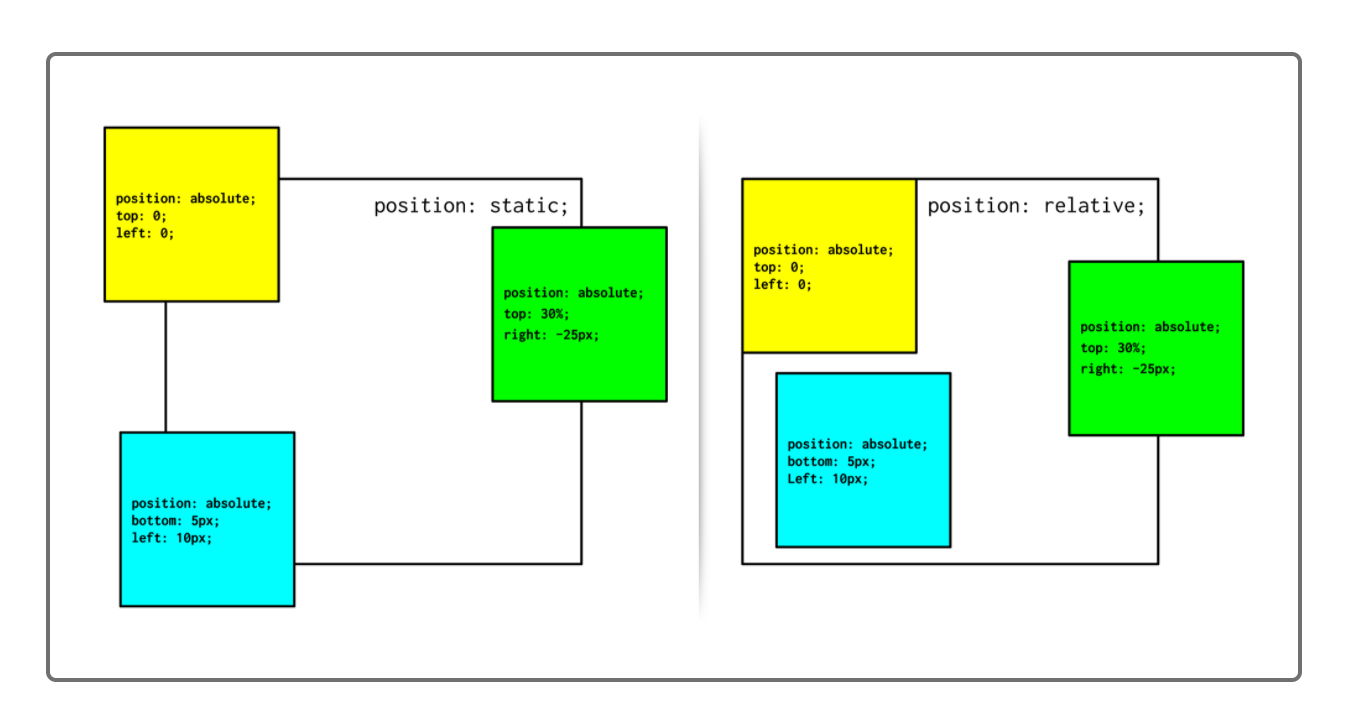 position: absolute;
top: 0;
left: 0;
position: static;
position: absolute;
top: 30%;
right: -25px;
position: absolute;
bottom: 5px;
left: 10px;
position: absolute;
top: 0;
left: 0;
position: relative;
position: absolute;
top: 30%;
right: -25px;
position: absolute;
bottom: 5px;
Left: 10px;